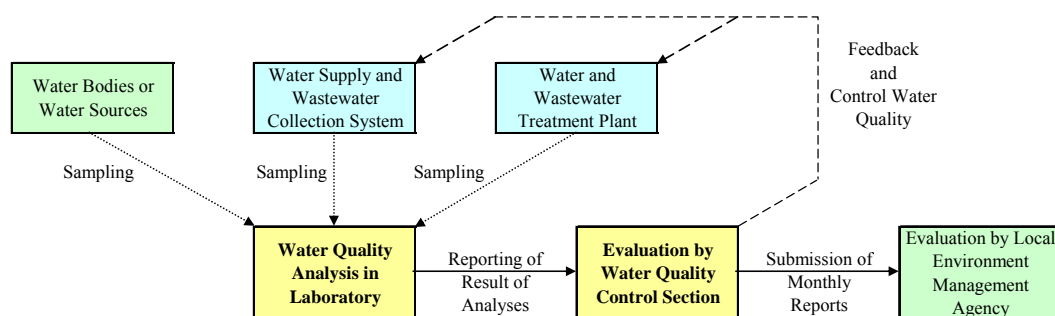 Feedback
and
Control Water
Quality
Water Bodies or
Water Sources
Water Supply and
Wastewater
Collection System
Water and
Wastewater
Treatment Plant
Sampling
Sampling
Sampling
Water Quality
Analysis in
Laboratory
Reporting of
Result of
Analyses
Evaluation by
Water Quality
Control Section
Submission of
Monthly
Reports
Evaluation by Local
Environment
Management
Agency